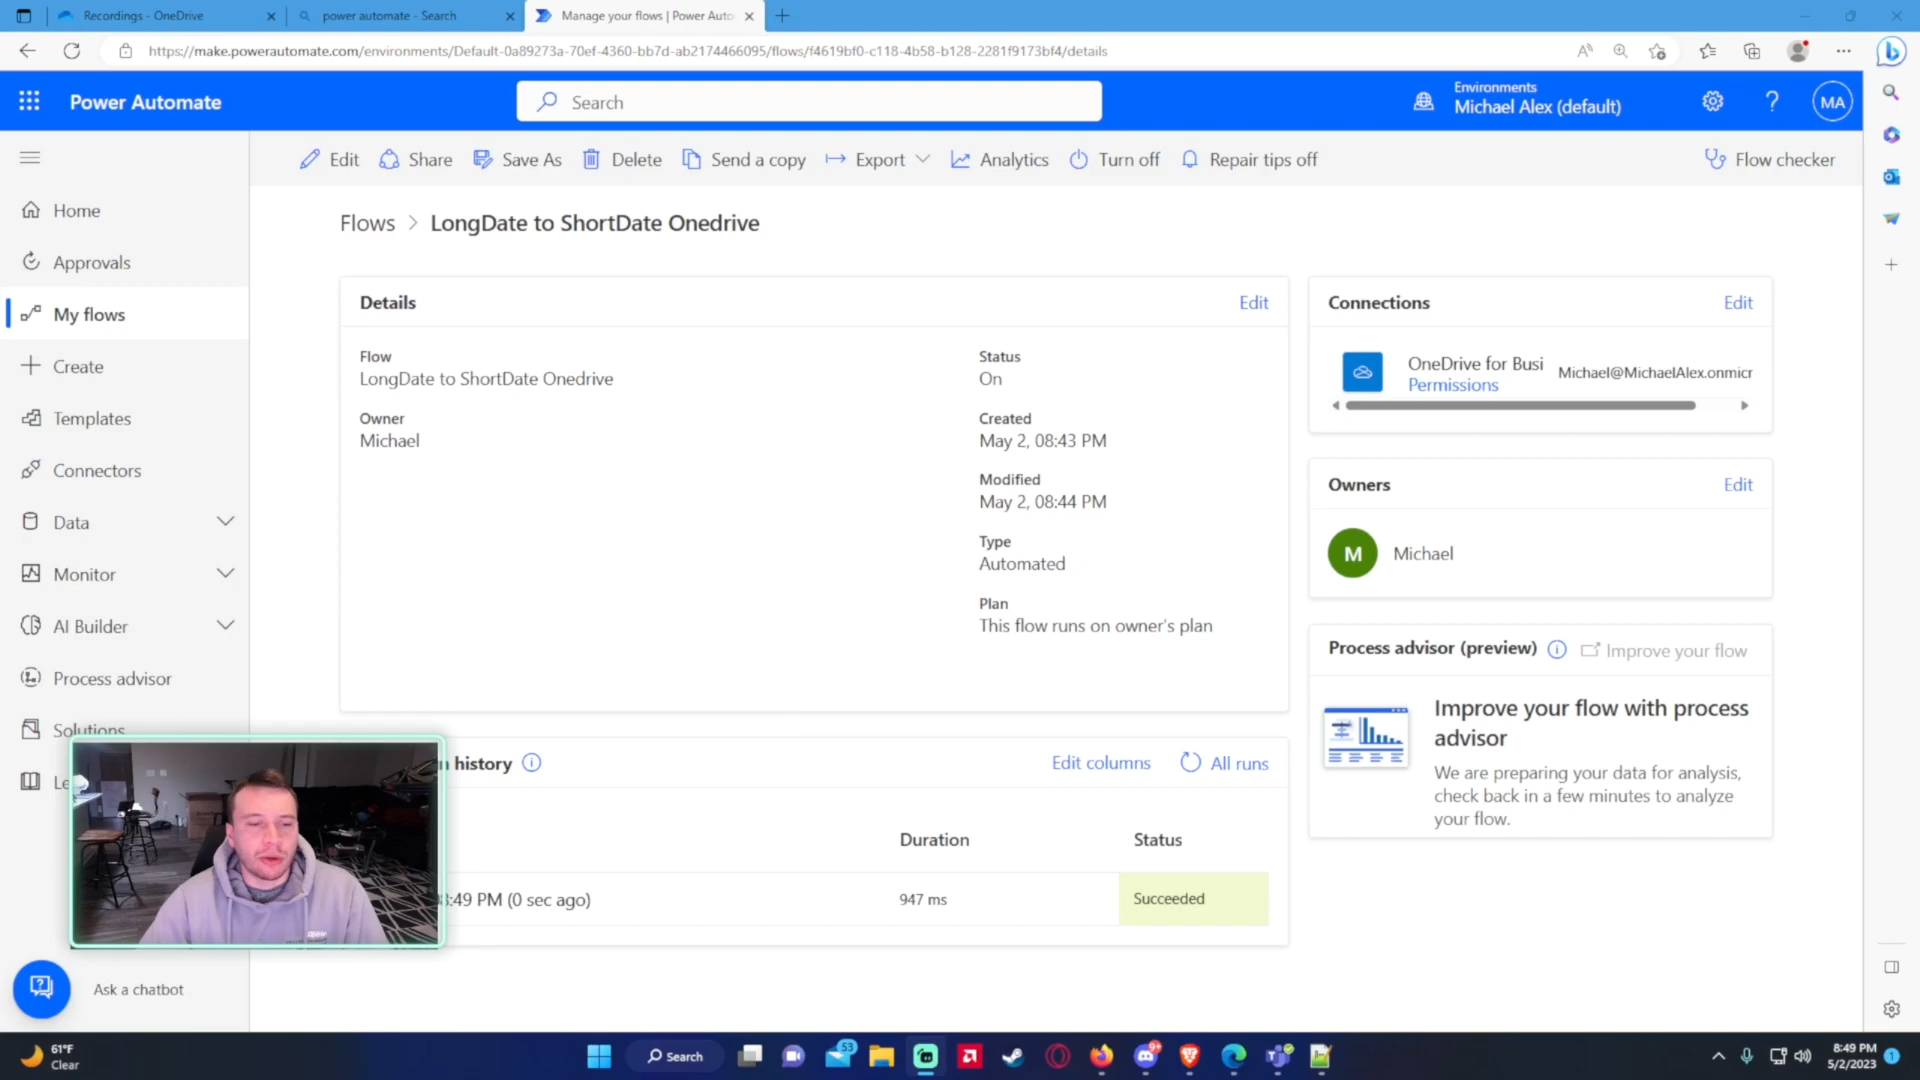 Recordings - OneDrive
power automate - Search
Manage your flows | Power Auto
https://make.powerautomate.com/environments/Default-0a89273a-70ef-4360-bb7d-ab2174466095/flows/f4619bf0-c118-4b58-b128-2281f9173bf4/details
Power Automate
Search
Environments
Michael Alex (default)
?
MA
Edit
Share
Save As
Delete
Send a copy
Export
Analytics
Turn off
Repair tips off
Flow checker
Home
Approvals
My flows
Create
Templates
Connectors
Data
Monitor
AI Builder
Process advisor
Solutions
Le
Ask a chatbot
Flows > LongDate to ShortDate Onedrive
Details
Edit
Flow
LongDate to ShortDate Onedrive
Owner
Michael
Status
On
Created
May 2, 08:43 PM
Modified
May 2, 08:44 PM
Type
Automated
Plan
This flow runs on owner's plan
Connections
Edit
OneDrive for Busi
Permissions
Michael@MichaelAlex.onmicr
Owners
Edit
M
Michael
Process advisor (preview)
Improve your flow
Improve your flow with process
advisor
We are preparing your data for analysis,
check back in a few minutes to analyze
your flow.
history
Edit columns
All runs
Duration
Status
:49 PM (0 sec ago)
947 ms
Succeeded
61°F
Clear
Search
53
9+
8:49 PM
5/2/2023
1